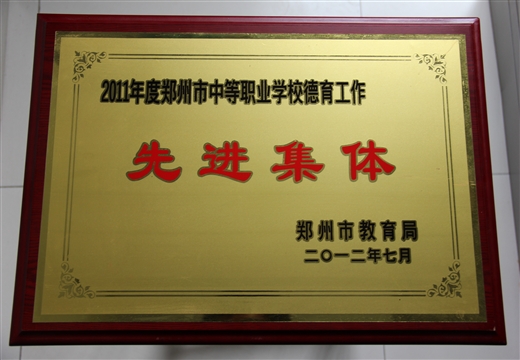 2011年度郑州市中等职业学校德育工作
先进集体
郑州市教育局
二〇一二年七月